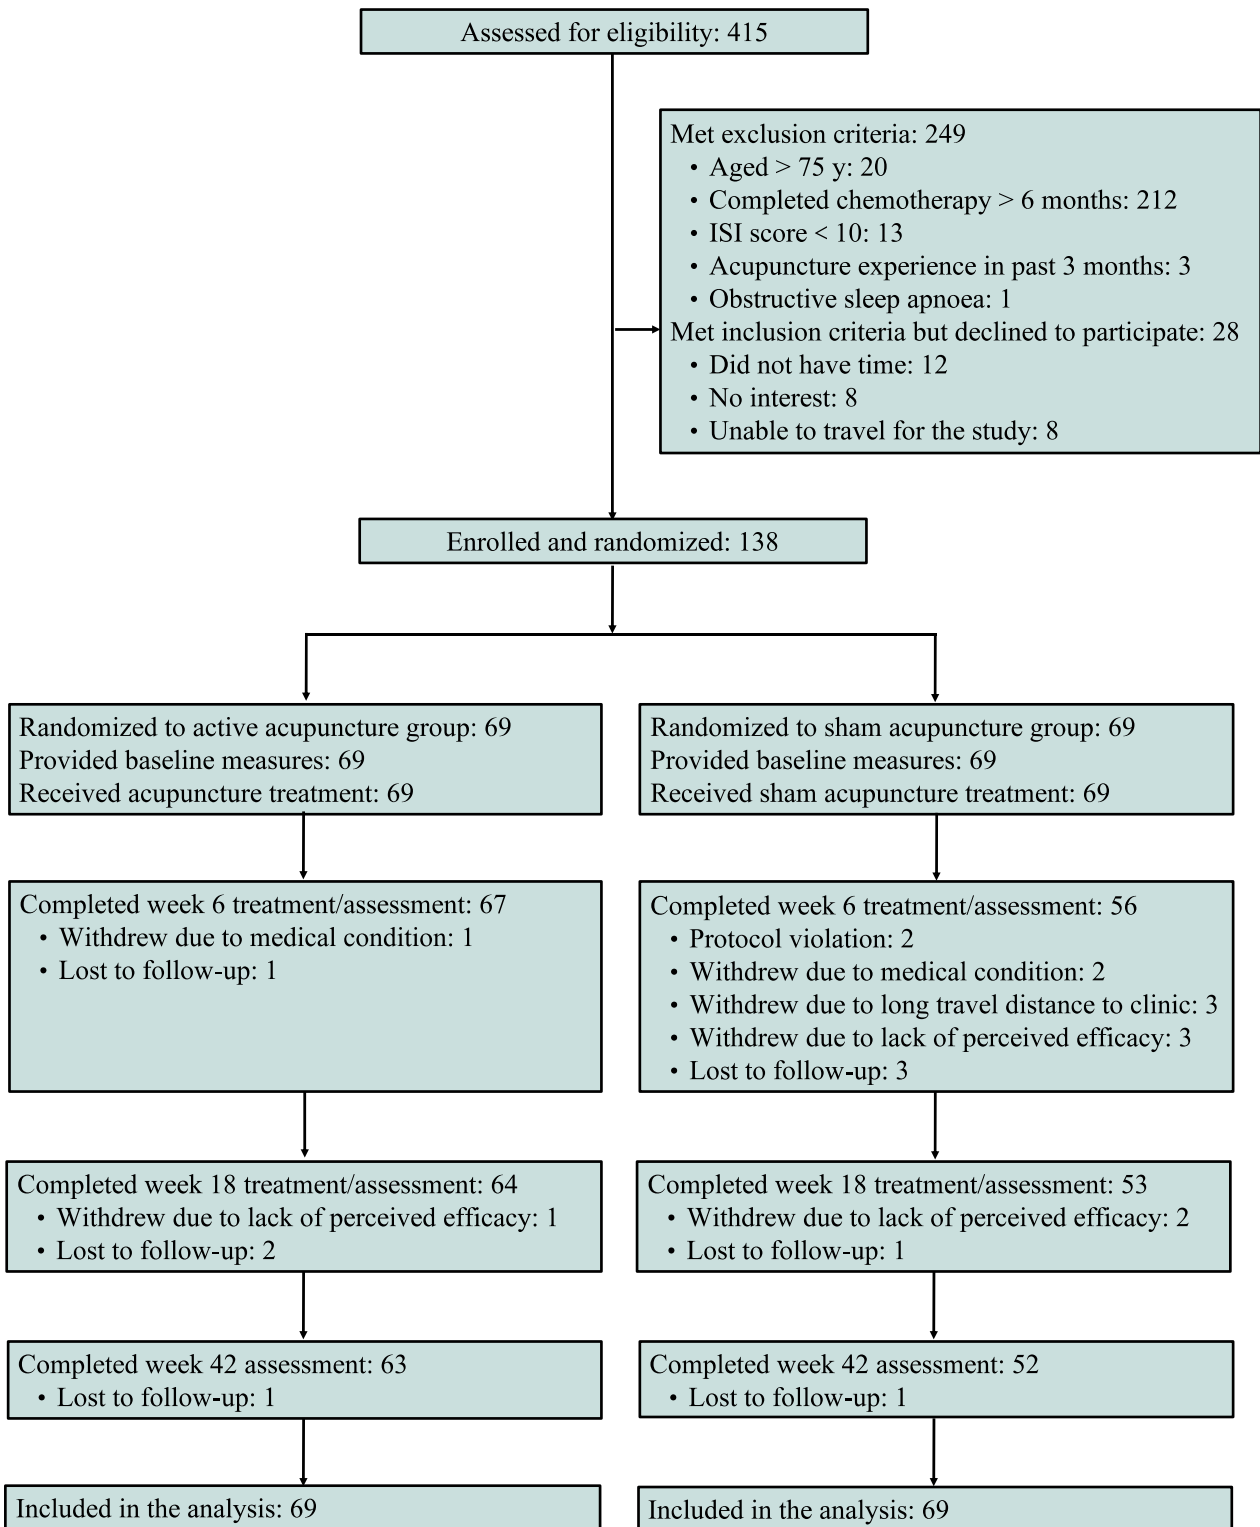 Assessed for eligibility: 415
Met exclusion criteria: 249
• Aged > 75 y: 20
• Completed chemotherapy > 6 months: 212
• ISI score < 10: 13
• Acupuncture experience in past 3 months: 3
• Obstructive sleep apnoea: 1
Met inclusion criteria but declined to participate: 28
• Did not have time: 12
• No interest: 8
• Unable to travel for the study: 8
Enrolled and randomized: 138
Randomized to active acupuncture group: 69
Provided baseline measures: 69
Received acupuncture treatment: 69
Randomized to sham acupuncture group: 69
Provided baseline measures: 69
Received sham acupuncture treatment: 69
Completed week 6 treatment/assessment: 67
• Withdrew due to medical condition: 1
• Lost to follow-up: 1
Completed week 6 treatment/assessment: 56
• Protocol violation: 2
• Withdrew due to medical condition: 2
• Withdrew due to long travel distance to clinic: 3
• Withdrew due to lack of perceived efficacy: 3
• Lost to follow-up: 3
Completed week 18 treatment/assessment: 64
• Withdrew due to lack of perceived efficacy: 1
• Lost to follow-up: 2
Completed week 18 treatment/assessment: 53
• Withdrew due to lack of perceived efficacy: 2
• Lost to follow-up: 1
Completed week 42 assessment: 63
• Lost to follow-up: 1
Completed week 42 assessment: 52
• Lost to follow-up: 1
Included in the analysis: 69
Included in the analysis: 69